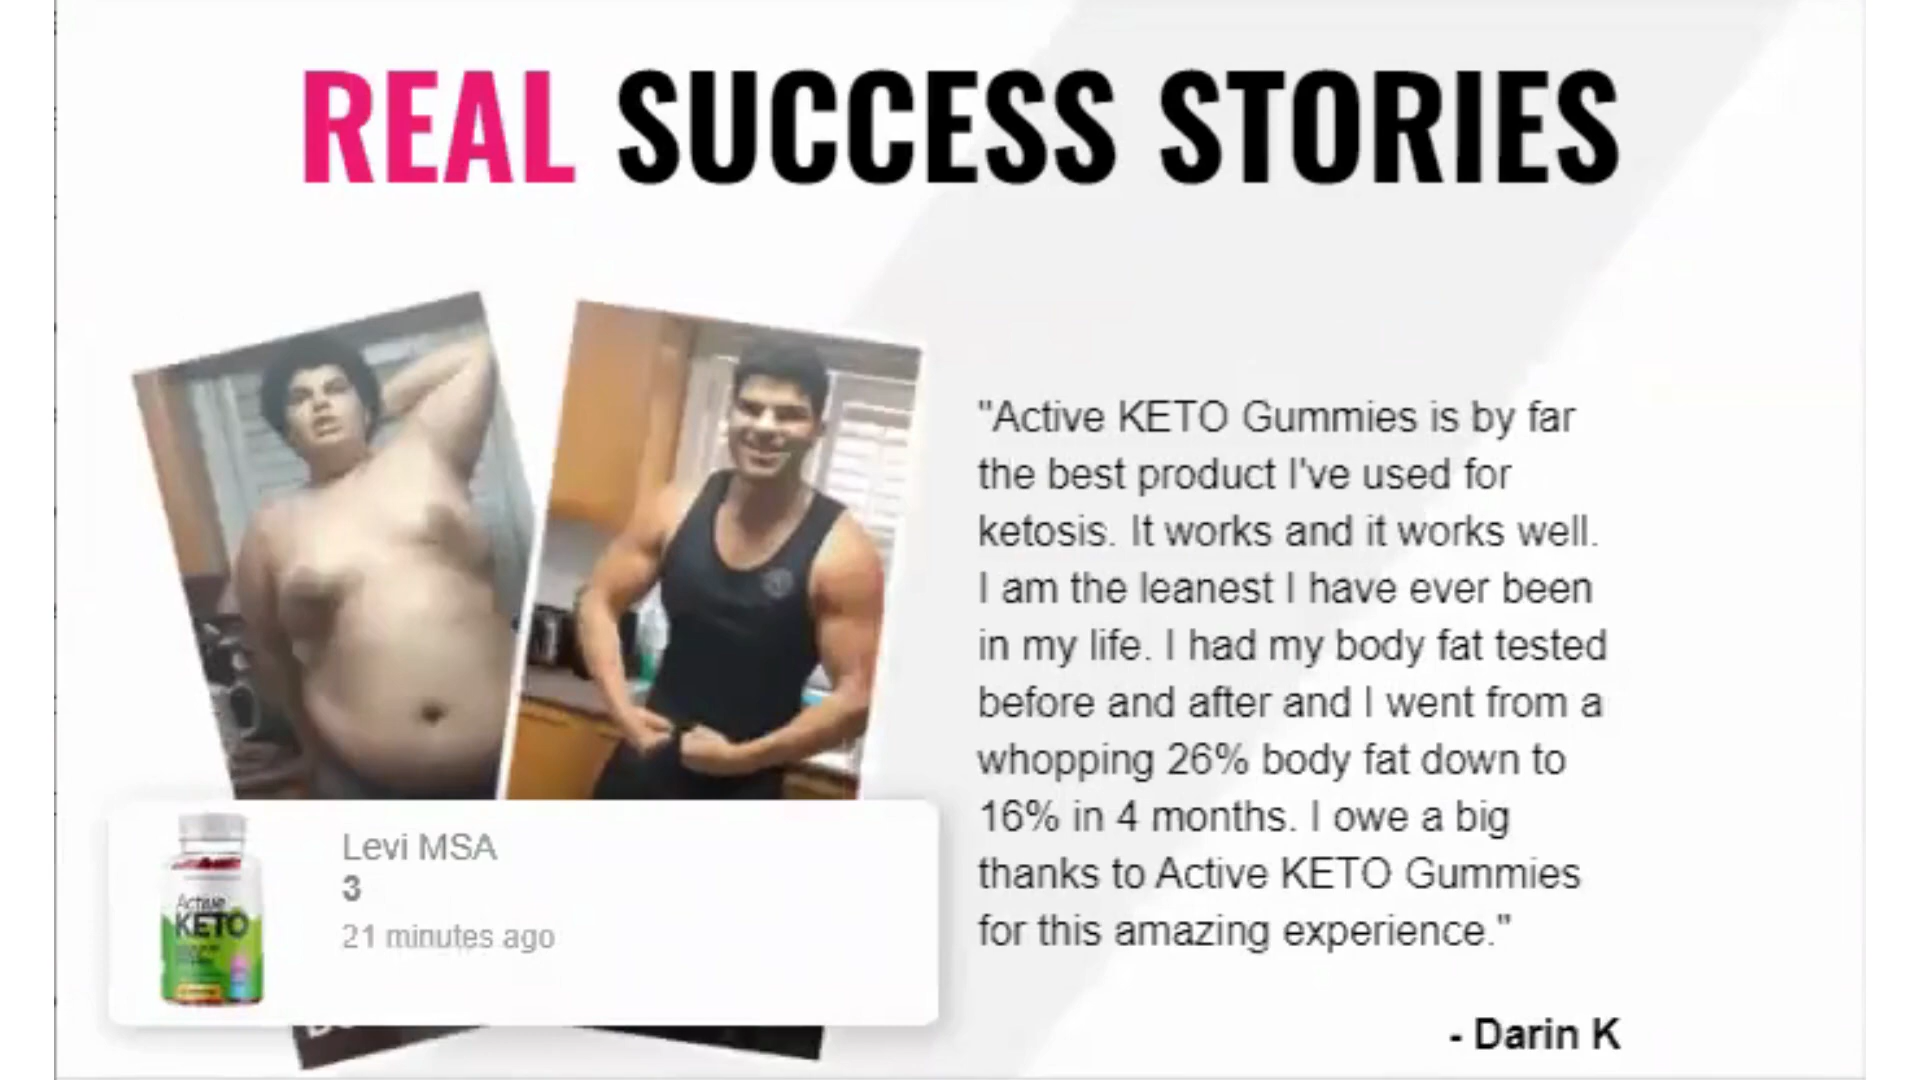 REAL SUCCESS STORIES
"Active KETO Gummies is by far
the best product I've used for
ketosis. It works and it works well.
I am the leanest I have ever been
in my life. I had my body fat tested
before and after and I went from a
whopping 26% body fat down to
16% in 4 months. I owe a big
thanks to Active KETO Gummies
for this amazing experience."
- Darin K
Levi MSA
3
21 minutes ago
Active
KETO